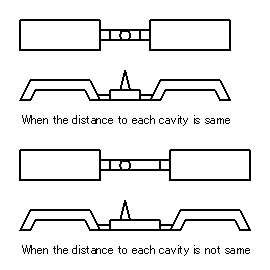 When the distance to each cavity is same
When the distance to each cavity is not same